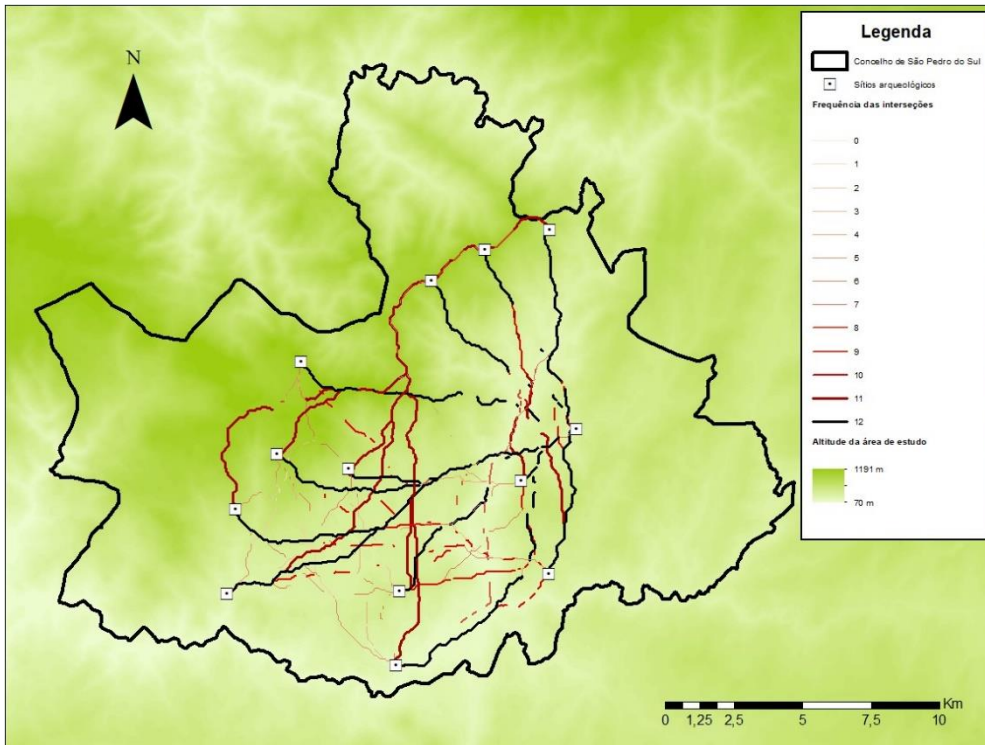 N
Legenda
Concelho de São Pedro do Sul
Sítios arqueológicos
Frequência das interseções
0
1
2
3
4
5
6
7
8
9
10
11
12
Altitude da área de estudo
1191 m
70 m
Km
0 1,25 2,5 5 7,5 10